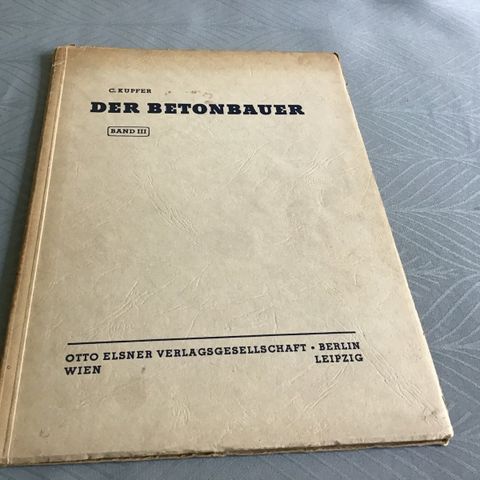 C. KUPFER
DER BETONBAUER
BAND III
OTTO ELSNER VERLAGSGESELLSCHAFT • BERLIN
WIEN LEIPZIG